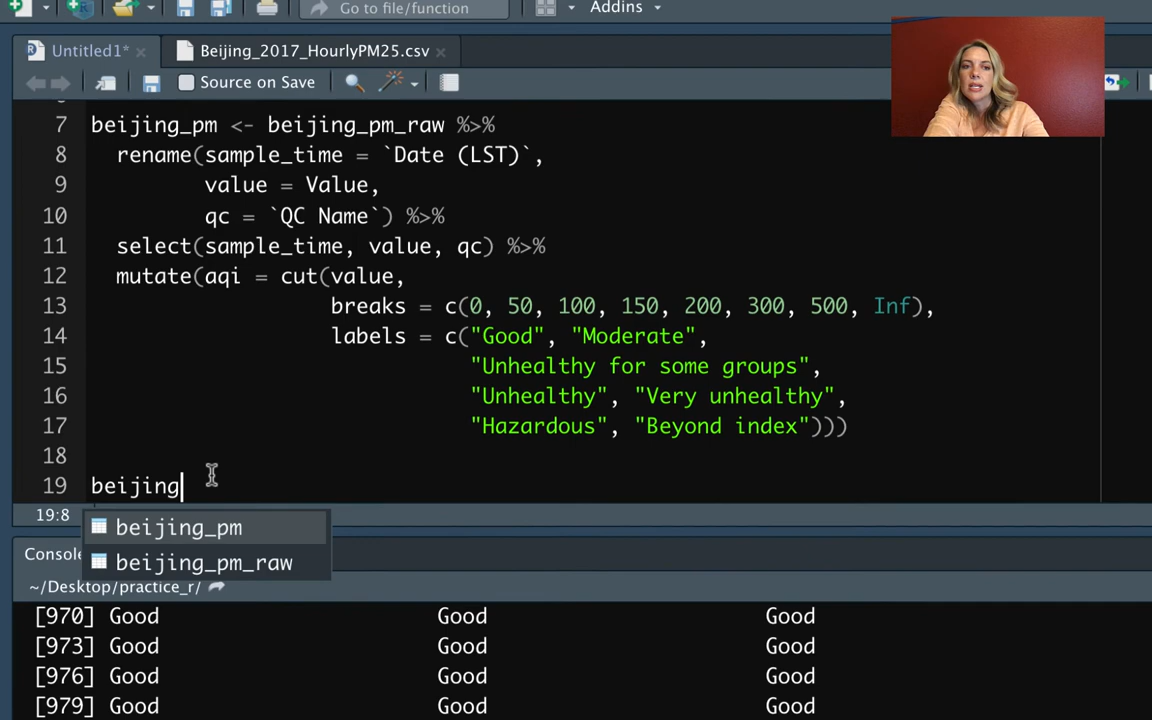 Go to file/function
Addins
Untitled1*
Beijing_2017_HourlyPM25.csv
Source on Save
7 beijing_pm <- beijing_pm_raw %>%
8 rename(sample_time = `Date (LST)`,
9 value = Value,
10 qc = `QC Name`) %>%
11 select(sample_time, value, qc) %>%
12 mutate(aqi = cut(value,
13 breaks = c(0, 50, 100, 150, 200, 300, 500, Inf),
14 labels = c("Good", "Moderate",
15 "Unhealthy for some groups",
16 "Unhealthy", "Very unhealthy",
17 "Hazardous", "Beyond index")))
18
19 beijing
19:8
beijing_pm
Console
beijing_pm_raw
~/Desktop/practice_r/
[970] Good Good Good
[973] Good Good Good
[976] Good Good Good
[979] Good Good Good